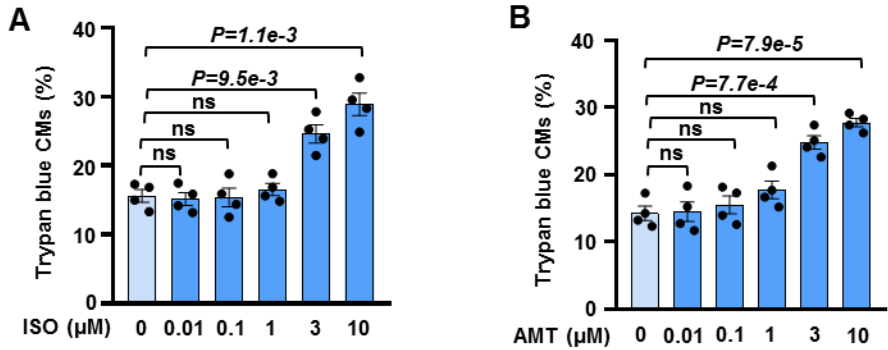 A
Trypan blue CMs (%)
40
30
20
10
0
P=1.1e-3
P=9.5e-3
ns
ns
ns
ISO (μM) 0 0.01 0.1 1 3 10
B
Trypan blue CMs (%)
40
30
20
10
0
P=7.9e-5
P=7.7e-4
ns
ns
ns
AMT (μM) 0 0.01 0.1 1 3 10